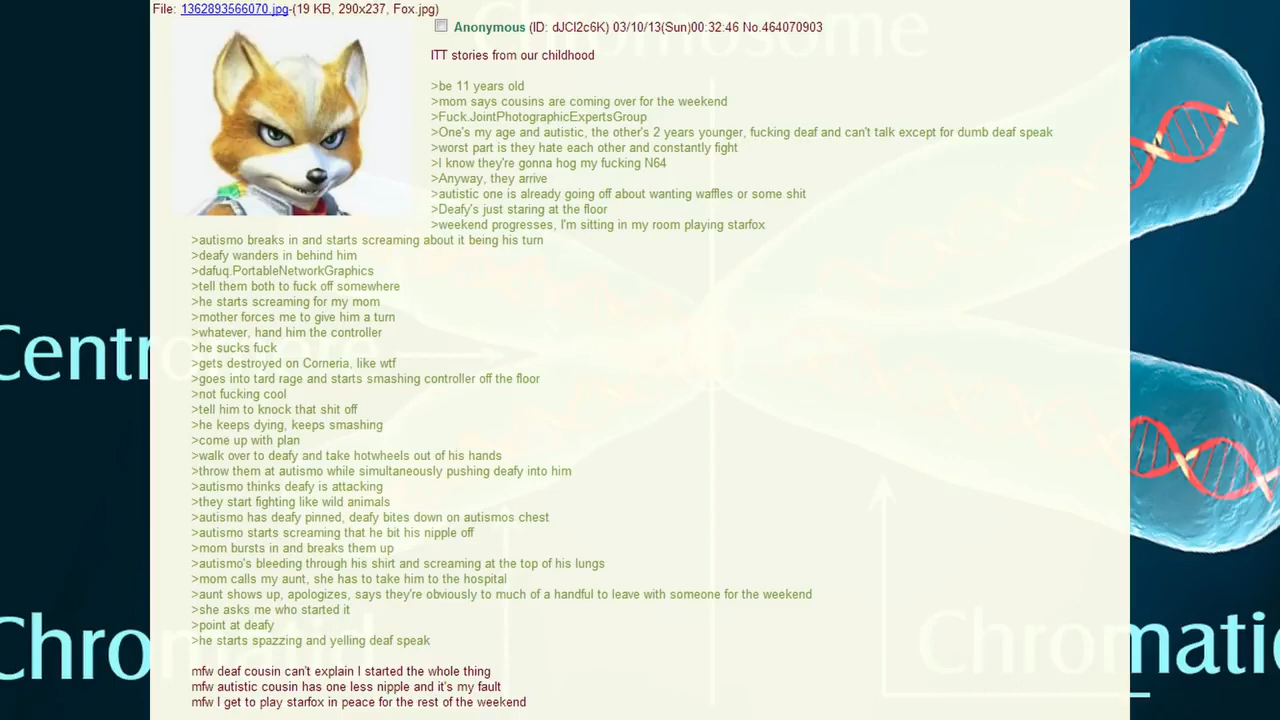 File: 1362893566070.jpg-(19 KB, 290x237, Fox.jpg)
Anonymous (ID: dJCI2c6K) 03/10/13(Sun)00:32:46 No.464070903
ITT stories from our childhood
>be 11 years old
>mom says cousins are coming over for the weekend
>Fuck.JointPhotographicExpertsGroup
>One's my age and autistic, the other's 2 years younger, fucking deaf and can't talk except for dumb deaf speak
>worst part is they hate each other and constantly fight
>I know they're gonna hog my fucking N64
>Anyway, they arrive
>autistic one is already going off about wanting waffles or some shit
>Deafy's just staring at the floor
>weekend progresses, I'm sitting in my room playing starfox
>autismo breaks in and starts screaming about it being his turn
>deafy wanders in behind him
>dafuq.PortableNetworkGraphics
>tell them both to fuck off somewhere
>he starts screaming for my mom
>mother forces me to give him a turn
>whatever, hand him the controller
>he sucks fuck
>gets destroyed on Corneria, like wtf
>goes into tard rage and starts smashing controller off the floor
>not fucking cool
>tell him to knock that shit off
>he keeps dying, keeps smashing
>come up with plan
>walk over to deafy and take hotwheels out of his hands
>throw them at autismo while simultaneously pushing deafy into him
>autismo thinks deafy is attacking
>they start fighting like wild animals
>autismo has deafy pinned, deafy bites down on autismos chest
>autismo starts screaming that he bit his nipple off
>mom bursts in and breaks them up
>autismo's bleeding through his shirt and screaming at the top of his lungs
>mom calls my aunt, she has to take him to the hospital
>aunt shows up, apologizes, says they're obviously to much of a handful to leave with someone for the weekend
>she asks me who started it
>point at deafy
>he starts spazzing and yelling deaf speak
mfw deaf cousin can't explain I started the whole thing
mfw autistic cousin has one less nipple and it's my fault
mfw I get to play starfox in peace for the rest of the weekend
Chromosome
Centromere
Chromatid
Chromatid